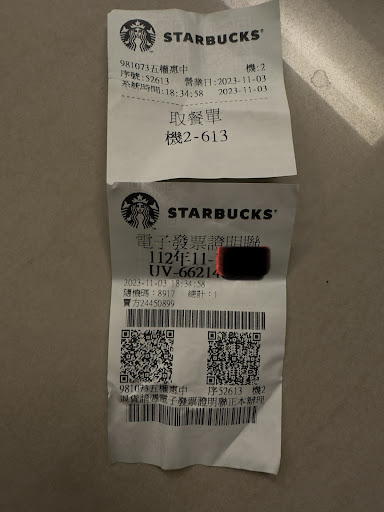 STARBUCKS
981073五權惠中 機:2
序號:52613 營業日:2023-11-03
系統時間:18:34:58 2023-11-03
取餐單
機2-613
STARBUCKS
電子發票證明聯
112年11-
UV-66214
2023-11-03 18:34:58
隨機碼:8917 總計:1
賣方24450899
981073五權惠中 序52613 機2
退貨證憑電子發票證明聯正本辦理